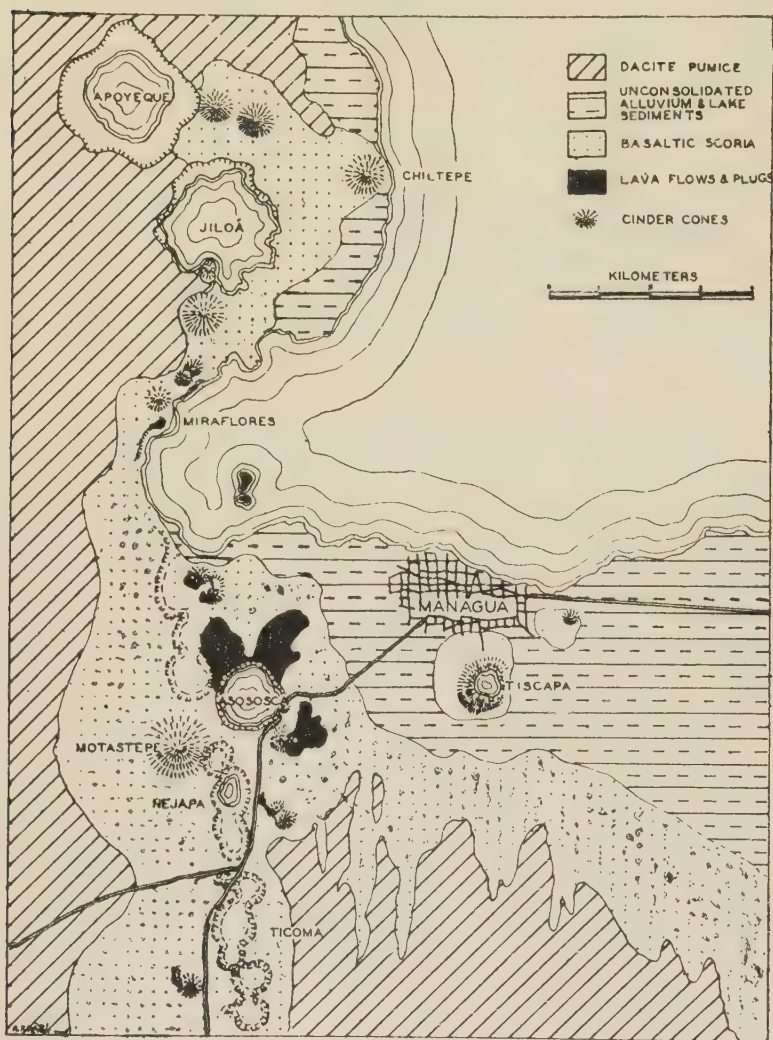 DACITE PUMICE
UNCONSOLIDATED
ALLUVIUM & LAKE
SEDIMENTS
BASALTIC SCORIA
LAVA FLOWS & PLUGS
CINDER CONES
KILOMETERS
APOYEQUE
CHILTEPE
JILOÁ
MIRAFLORES
MANAGUA
TISCAPA
ASOSOSCA
MOTASTEPE
NEJAPA
TICOMA